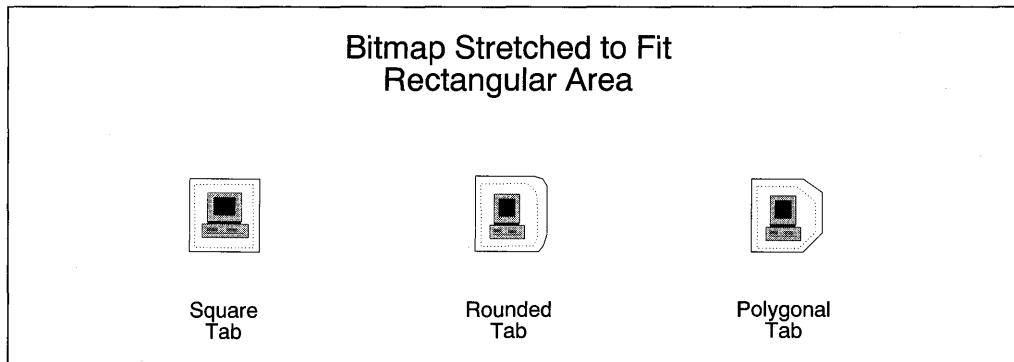 Bitmap Stretched to Fit
Rectangular Area
Square
Tab
Rounded
Tab
Polygonal
Tab